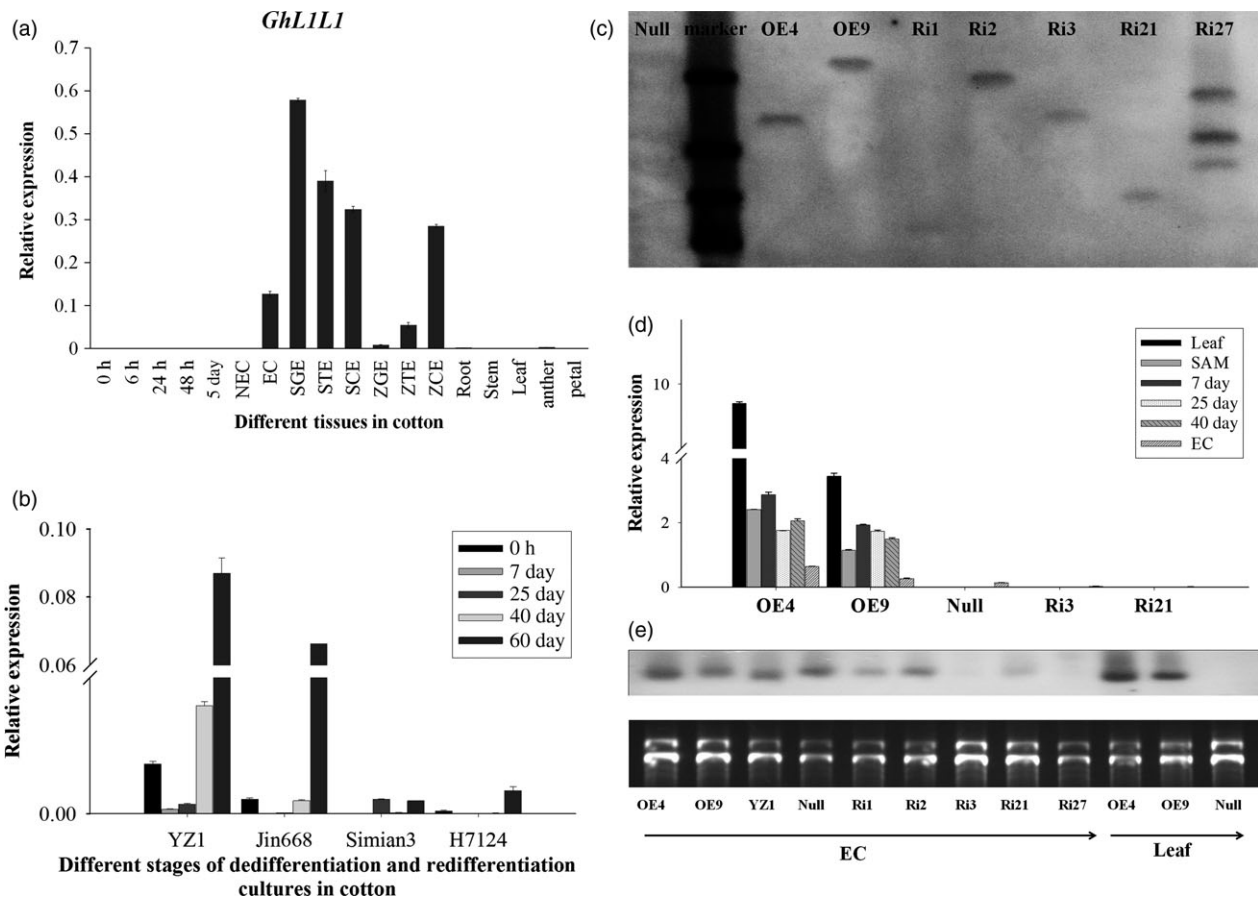 (a)
GhL1L1
0.7
0.6
0.5
0.4
0.3
0.2
0.1
0
Relative expression
0 h
6 h
24 h
48 h
5 day
NEC
EC
SGE
STE
SCE
ZGE
ZTE
ZCE
Root
Stem
Leaf
anther
petal
Different tissues in cotton
(b)
0.10
0.08
0.06
0.00
Relative expression
0 h
7 day
25 day
40 day
60 day
YZ1 Jin668 Simian3 H7124
Different stages of dedifferentiation and redifferentiation
cultures in cotton
(c)
Null marker OE4 OE9 Ri1 Ri2 Ri3 Ri21 Ri27
(d)
10
4
2
0
Relative expression
Leaf
SAM
7 day
25 day
40 day
EC
OE4 OE9 Null Ri3 Ri21
(e)
OE4 OE9 YZ1 Null Ri1 Ri2 Ri3 Ri21 Ri27 OE4 OE9 Null
EC Leaf